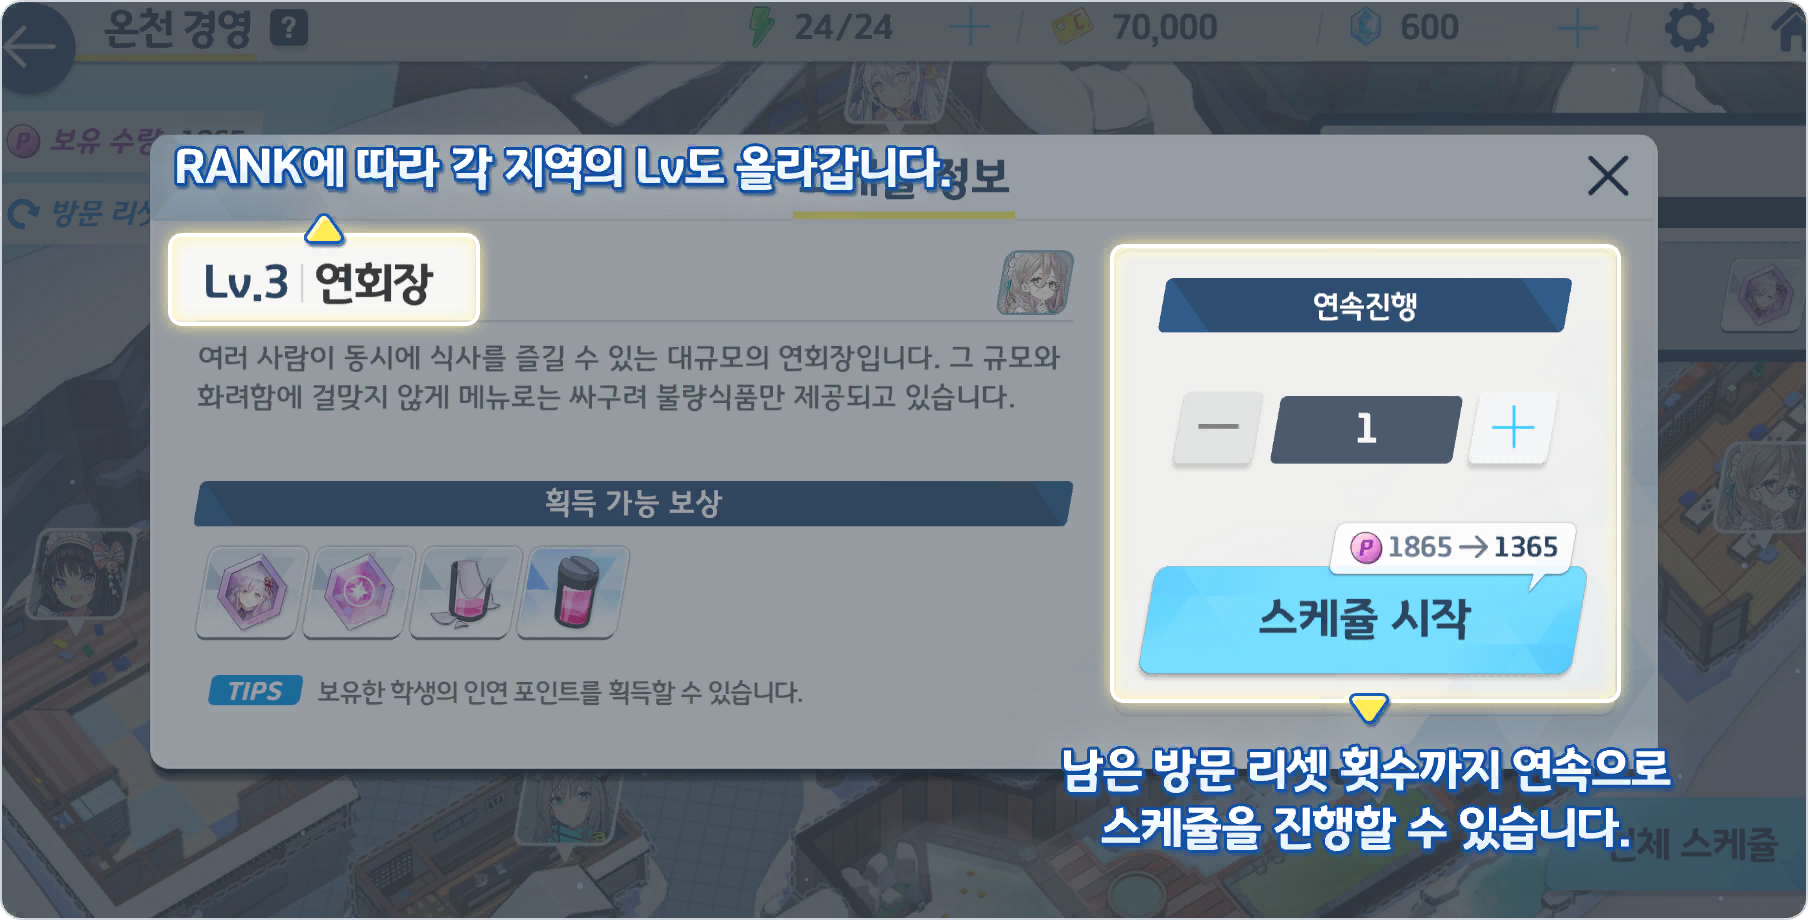 온천 경영 ?
24/24
70,000
600
P 보유 수량 1865
방문 리셋
RANK에 따라 각 지역의 Lv도 올라갑니다.
정보
Lv.3 연회장
여러 사람이 동시에 식사를 즐길 수 있는 대규모의 연회장입니다. 그 규모와
화려함에 걸맞지 않게 메뉴로는 싸구려 불량식품만 제공되고 있습니다.
획득 가능 보상
TIPS 보유한 학생의 인연 포인트를 획득할 수 있습니다.
연속진행
1
P 1865→1365
스케줄 시작
남은 방문 리셋 횟수까지 연속으로
스케쥴을 진행할 수 있습니다.
전체 스케줄